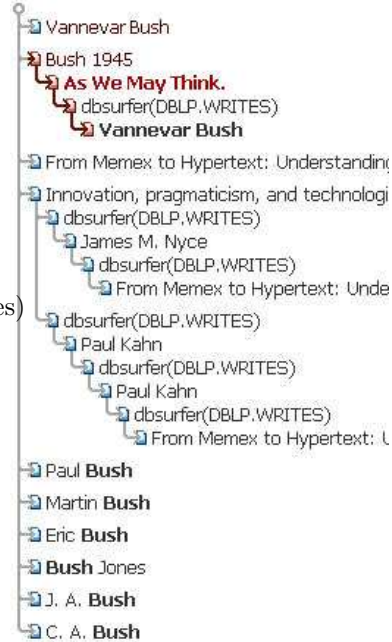 Vannevar Bush
Bush 1945
As We May Think.
dbsurfer(DBLP.WRITES)
Vannevar Bush
From Memex to Hypertext: Understanding
Innovation, pragmaticism, and technologi
dbsurfer(DBLP.WRITES)
James M. Nyce
dbsurfer(DBLP.WRITES)
From Memex to Hypertext: Unde
es)
dbsurfer(DBLP.WRITES)
Paul Kahn
dbsurfer(DBLP.WRITES)
Paul Kahn
dbsurfer(DBLP.WRITES)
From Memex to Hypertext: U
Paul Bush
Martin Bush
Eric Bush
Bush Jones
J. A. Bush
C. A. Bush